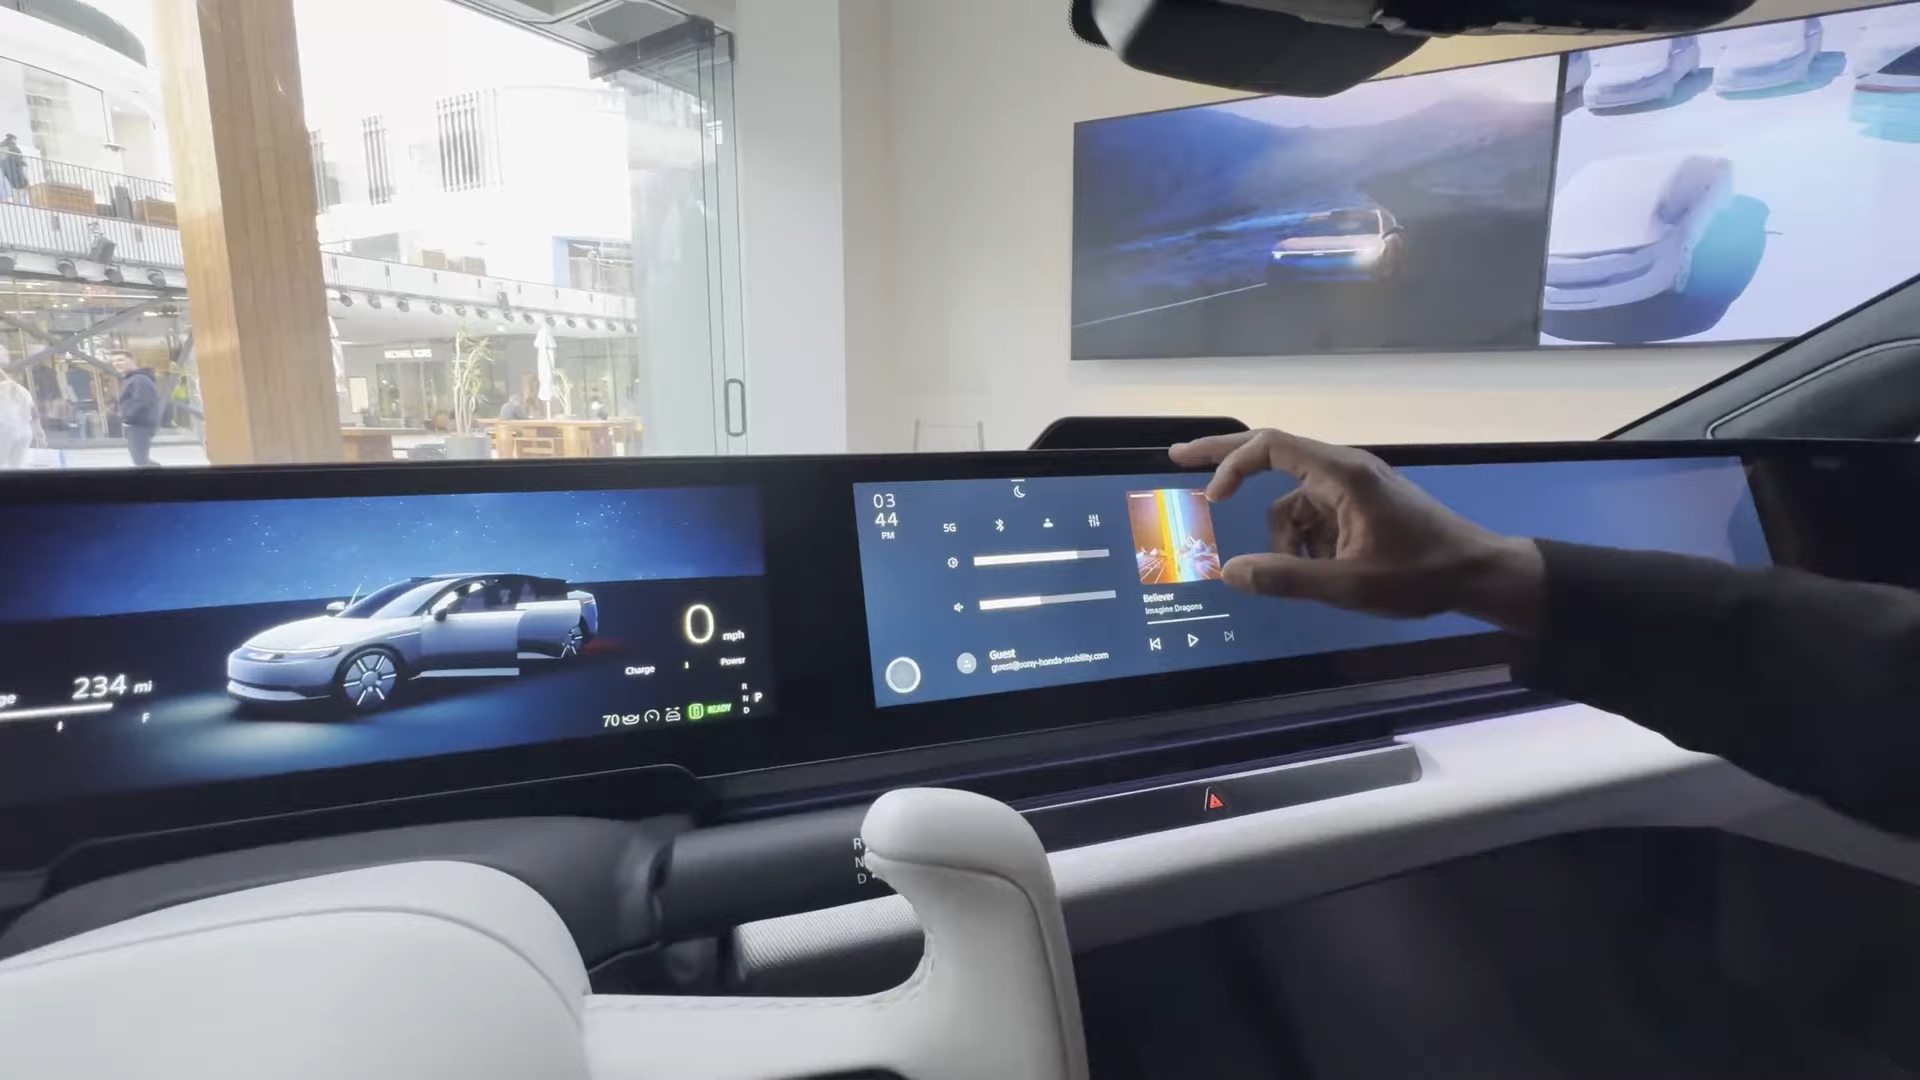 MICHAEL KORS
234 mi
F
0 mph
Charge
Power
70
READY
R
N
D
P
03
44
PM
5G
Believer
Imagine Dragons
Guest
guest@sony-honda-mobility.com
R
N
D